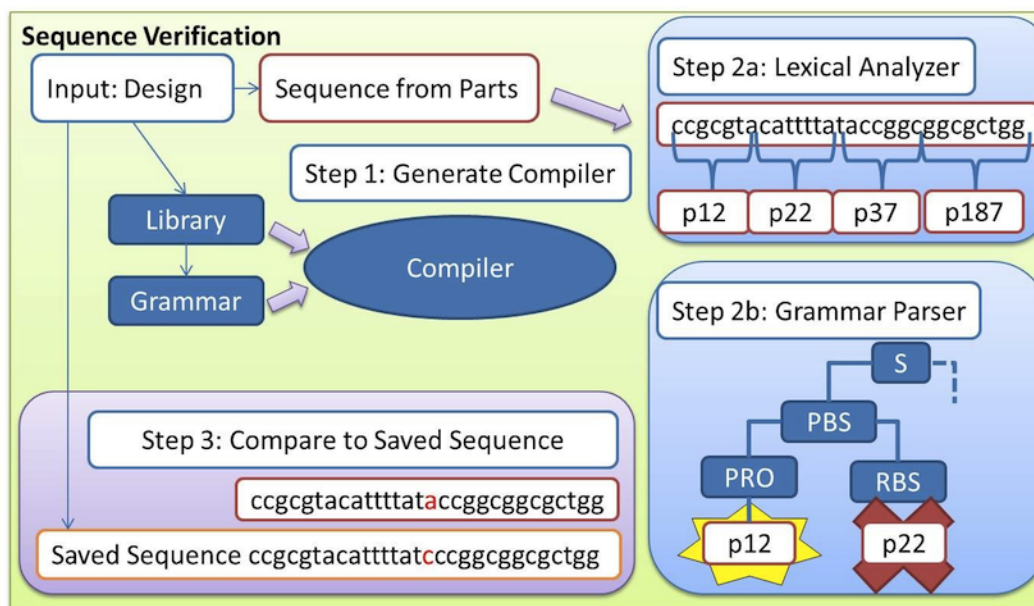 Sequence Verification
Input: Design
Sequence from Parts
Step 1: Generate Compiler
Library
Grammar
Compiler
Step 2a: Lexical Analyzer
ccgcgtacattttataccggcggcgctgg
p12
p22
p37
p187
Step 2b: Grammar Parser
S
PBS
PRO
RBS
p12
p22
Step 3: Compare to Saved Sequence
ccgcgtacattttataccggcggcgctgg
Saved Sequence ccgcgtacattttatcccggcggcgctgg